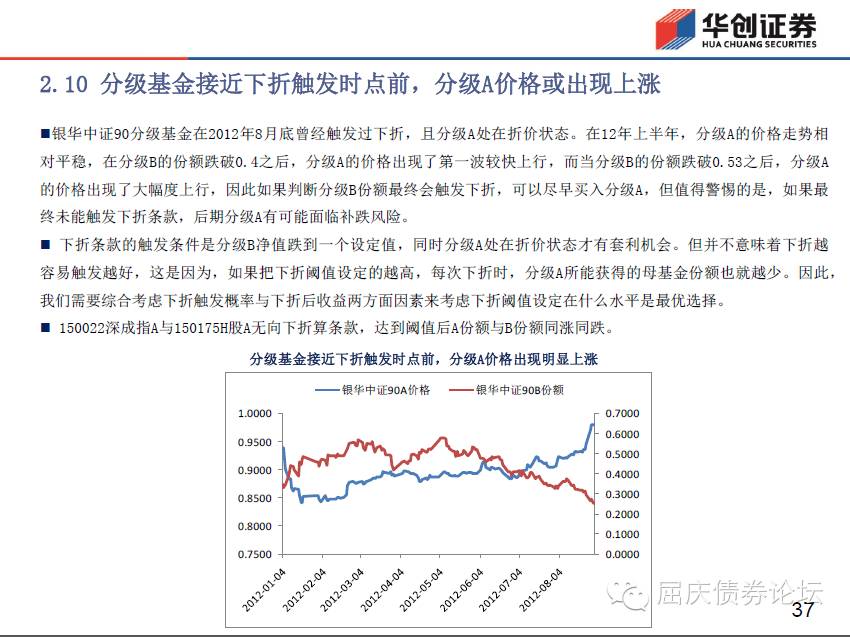 华创证券
HUA CHUANG SECURITIES
2.10 分级基金接近下折触发时点前，分级A价格或出现上涨
■银华中证90分级基金在2012年8月底曾经触发过下折，且分级A处在折价状态。在12年上半年，分级A的价格走势相
对平稳，在分级B的份额跌破0.4之后，分级A的价格出现了第一波较快上行，而当分级B的份额跌破0.53之后，分级A
的价格出现了大幅度上行，因此如果判断分级B份额最终会触发下折，可以尽早买入分级A，但值得警惕的是，如果最
终未能触发下折条款，后期分级A有可能面临补跌风险。
■ 下折条款的触发条件是分级B净值跌到一个设定值，同时分级A处在折价状态才有套利机会。但并不意味着下折越
容易触发越好，这是因为，如果把下折阈值设定的越高，每次下折时，分级A所能获得的母基金份额也就越少。因此，
我们需要综合考虑下折触发概率与下折后收益两方面因素来考虑下折阈值设定在什么水平是最优选择。
■ 150022深成指A与150175H股A无向下折算条款，达到阈值后A份额与B份额同涨同跌。
分级基金接近下折触发时点前，分级A价格出现明显上涨
银华中证90A价格 银华中证90B份额
1.0000 0.7000
0.9500 0.6000
0.5000
0.9000 0.4000
0.8500 0.3000
0.8000 0.2000
0.1000
0.7500 0.0000
2012-01-04 2012-02-04 2012-03-04 2012-04-04 2012-05-04 2012-06-04 2012-07-04 2012-08-04
屈庆债券论坛
37